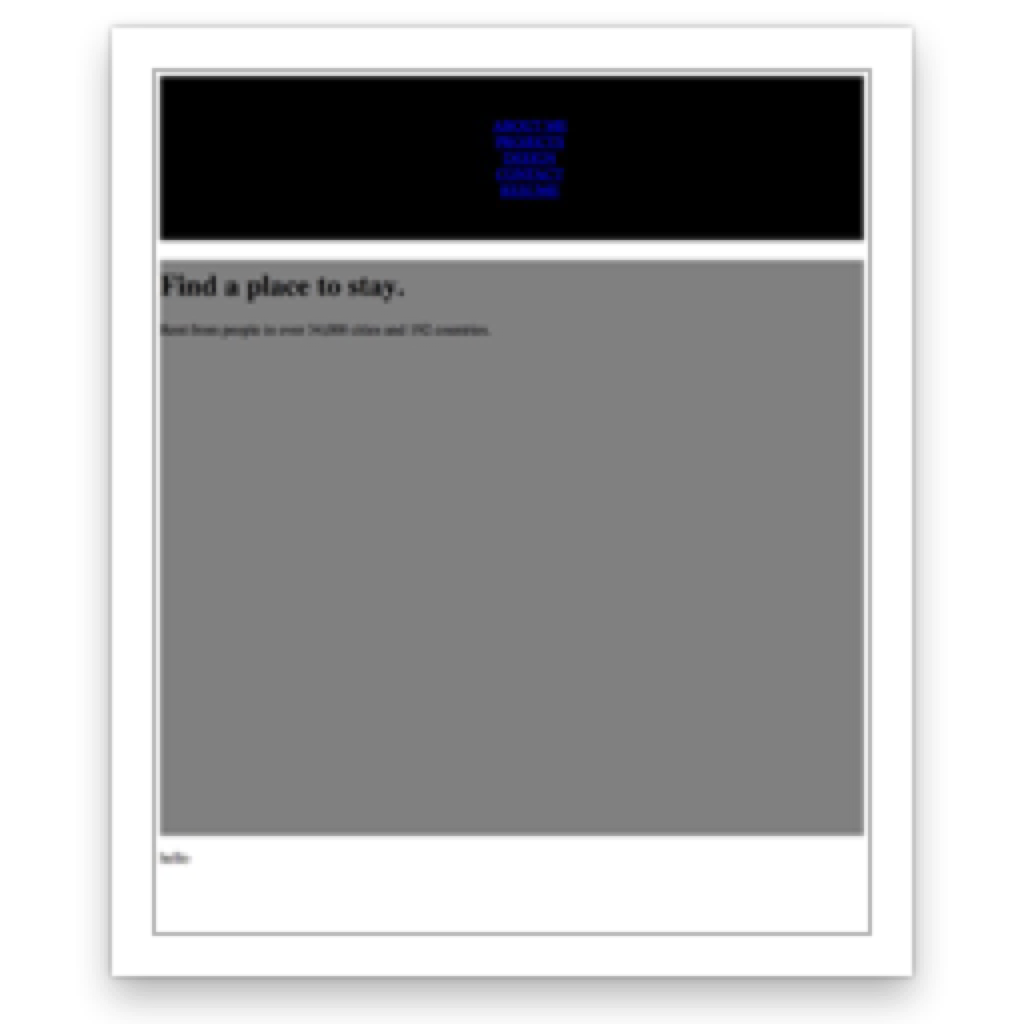 ABOUT ME
PROJECTS
DESIGN
CONTACT
RESUME
Find a place to stay.
Rent from people in over 34,000 cities and 192 countries.
hello